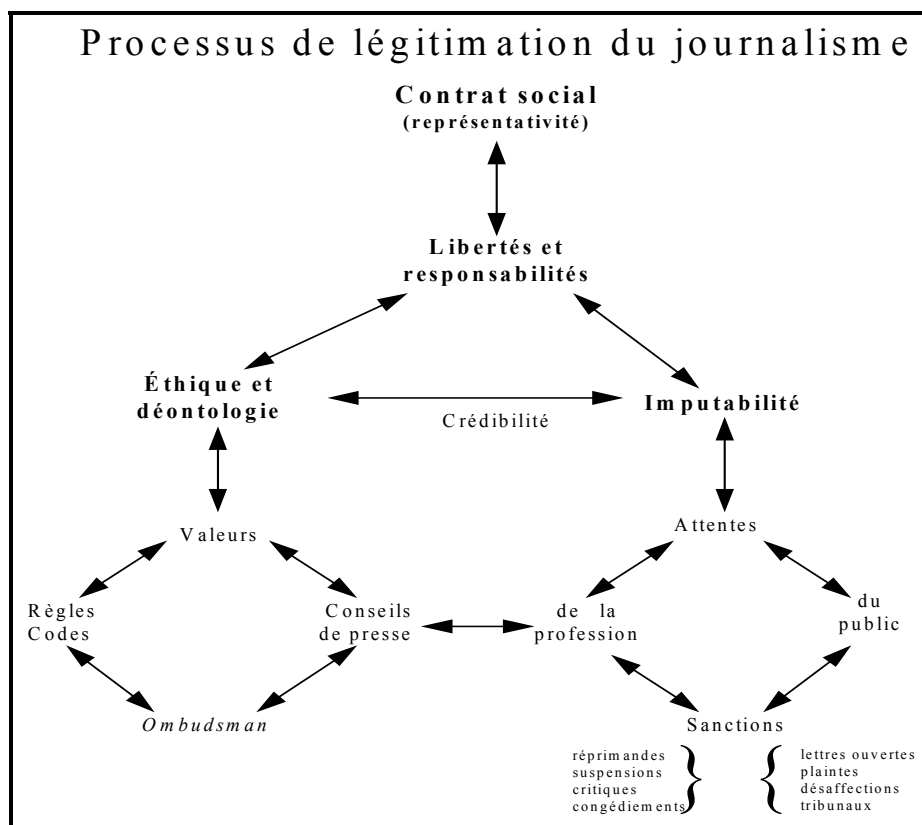 Processus de légitimation du journalisme
Contrat social
(représentativité)
Libertés et
responsabilités
Éthique et
déontologie
Crédibilité
Imputabilité
Valeurs
Attentes
Règles
Codes
Conseils
de presse
de la
profession
du
public
Ombudsman
Sanctions
réprimandes
suspensions
critiques
congédiements
lettres ouvertes
plaintes
désaffections
tribunaux